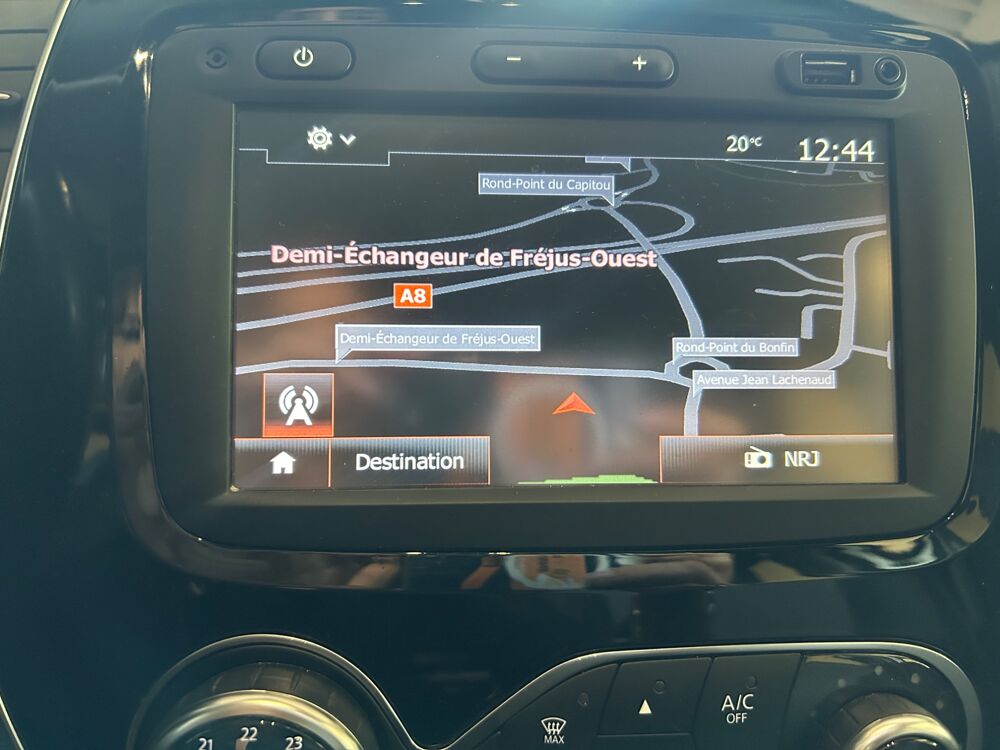 20°C
12:44
Rond-Point du Capitou
Demi-Échangeur de Fréjus-Ouest
A8
Demi-Échangeur de Fréjus-Ouest
Rond-Point du Bonfin
Avenue Jean Lachenaud
Destination
NRJ
MAX
A/C
OFF
21 22 23